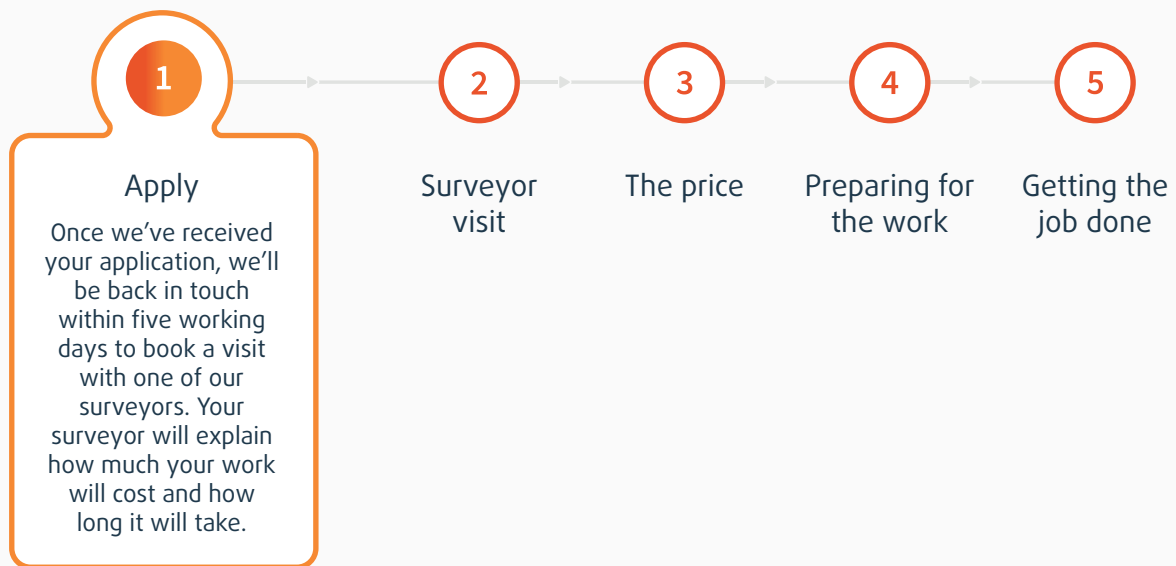 1
Apply
Once we've received
your application, we'll
be back in touch
within five working
days to book a visit
with one of our
surveyors. Your
surveyor will explain
how much your work
will cost and how
long it will take.
2
Surveyor
visit
3
The price
4
Preparing for
the work
5
Getting the
job done